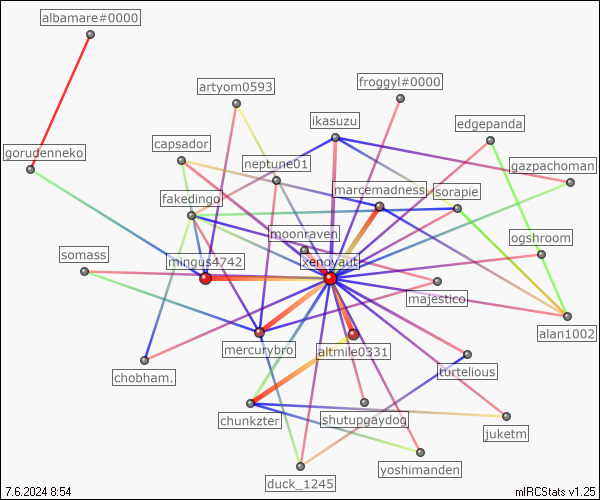 albamare#0000
froggyl#0000
artyom0593
ikasuzu
edgepanda
capsador
gorudenneko
neptune01
gazpachoman
marcemadness
sorapie
fakedingo
moonraven
ogshroom
somass
mingus4742
xenoyaut
majestico
alan1002
mercurybro
altmile0331
turtelious
chobham.
chunkzter
shutupgaydog
juketm
yoshimanden
duck_1245
7.6.2024 8:54
mIRCStats v1.25